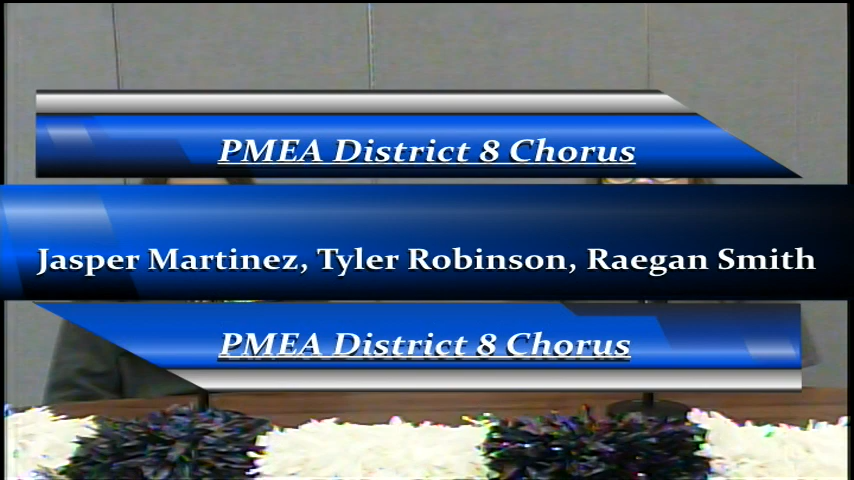 PMEA District 8 Chorus
Jasper Martinez, Tyler Robinson, Raegan Smith
PMEA District 8 Chorus